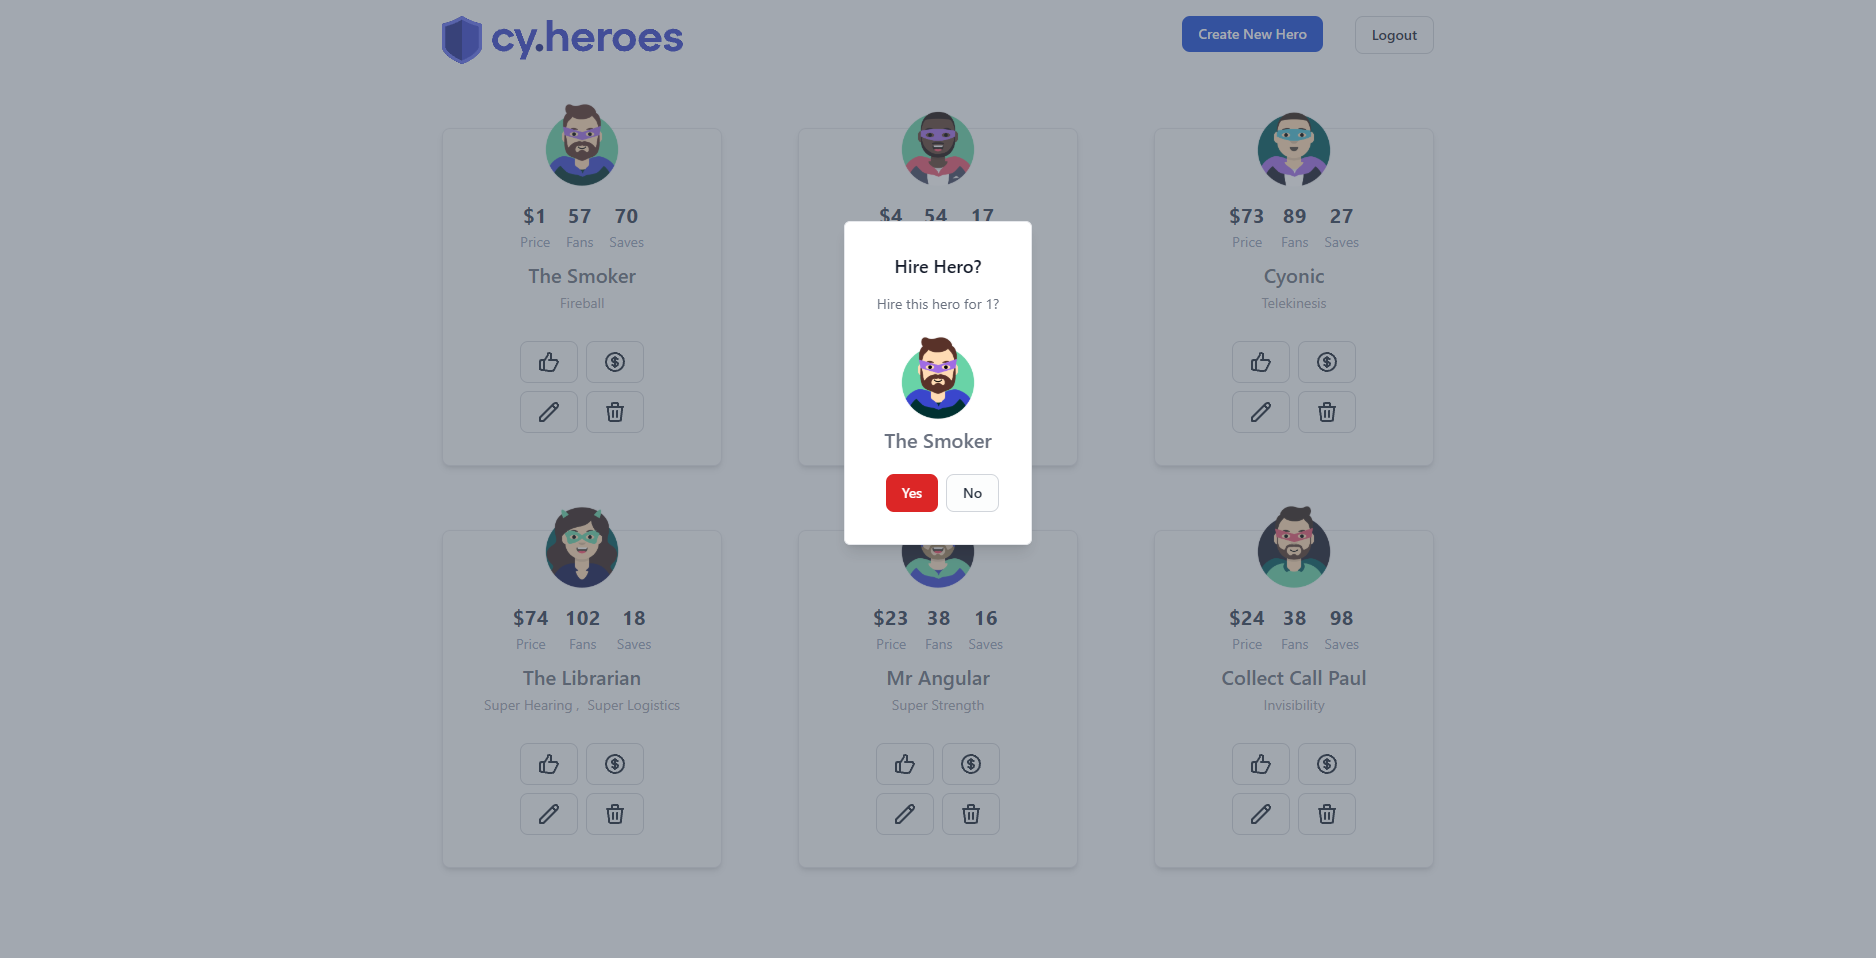 cy.heroes
Create New Hero
Logout
$1 57 70
Price Fans Saves
The Smoker
Fireball
$4 54 17
$73 89 27
Price Fans Saves
Cyonic
Telekinesis
Hire Hero?
Hire this hero for 1?
The Smoker
Yes
No
$74 102 18
Price Fans Saves
The Librarian
Super Hearing , Super Logistics
$23 38 16
Price Fans Saves
Mr Angular
Super Strength
$24 38 98
Price Fans Saves
Collect Call Paul
Invisibility